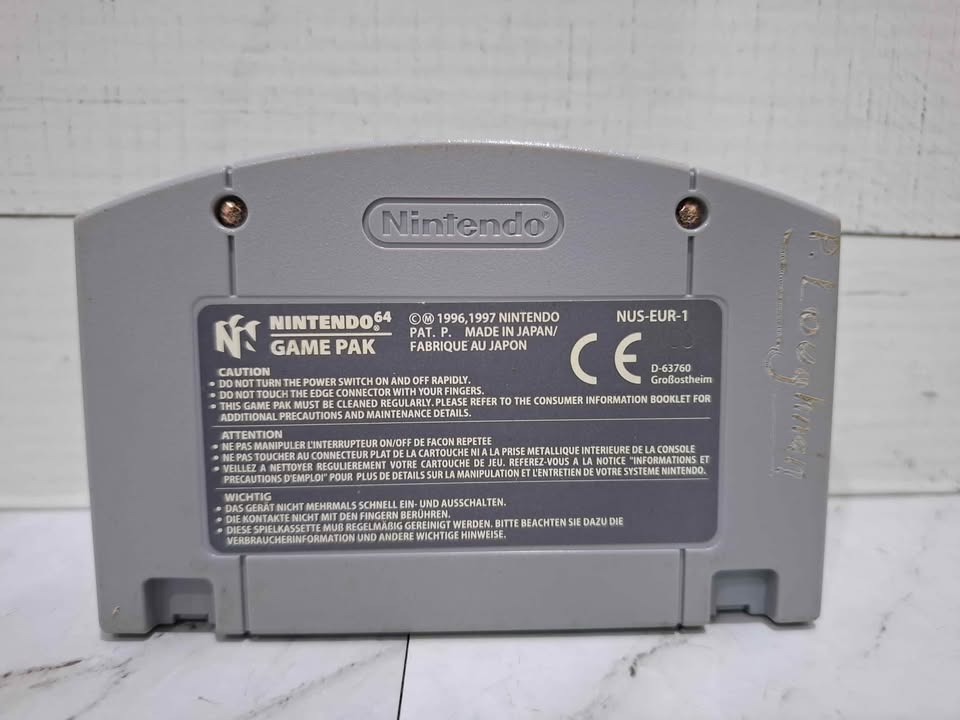 Nintendo®
NINTENDO®64
GAME PAK
©Ⓜ 1996,1997 NINTENDO
PAT. P. MADE IN JAPAN/
FABRIQUE AU JAPON
NUS-EUR-1
CE
D-63760
Großostheim
CAUTION
• DO NOT TURN THE POWER SWITCH ON AND OFF RAPIDLY.
• DO NOT TOUCH THE EDGE CONNECTOR WITH YOUR FINGERS.
• THIS GAME PAK MUST BE CLEANED REGULARLY. PLEASE REFER TO THE CONSUMER INFORMATION BOOKLET FOR
ADDITIONAL PRECAUTIONS AND MAINTENANCE DETAILS.
ATTENTION
• NE PAS MANIPULER L'INTERRUPTEUR ON/OFF DE FACON REPETEE
• NE PAS TOUCHER AU CONNECTEUR PLAT DE LA CARTOUCHE NI A LA PRISE METALLIQUE INTERIEURE DE LA CONSOLE
• VEILLEZ A NETTOYER REGULIEREMENT VOTRE CARTOUCHE DE JEU. REFEREZ-VOUS A LA NOTICE "INFORMATIONS ET
PRECAUTIONS D'EMPLOI" POUR PLUS DE DETAILS SUR LA MANIPULATION ET L'ENTRETIEN DE VOTRE SYSTEME NINTENDO.
WICHTIG
• DAS GERÄT NICHT MEHRMALS SCHNELL EIN- UND AUSSCHALTEN.
• DIE KONTAKTE NICHT MIT DEN FINGERN BERÜHREN.
• DIESE SPIELKASSETTE MUß REGELMÄßIG GEREINIGT WERDEN. BITTE BEACHTEN SIE DAZU DIE
VERBRAUCHERINFORMATION UND ANDERE WICHTIGE HINWEISE.
P.